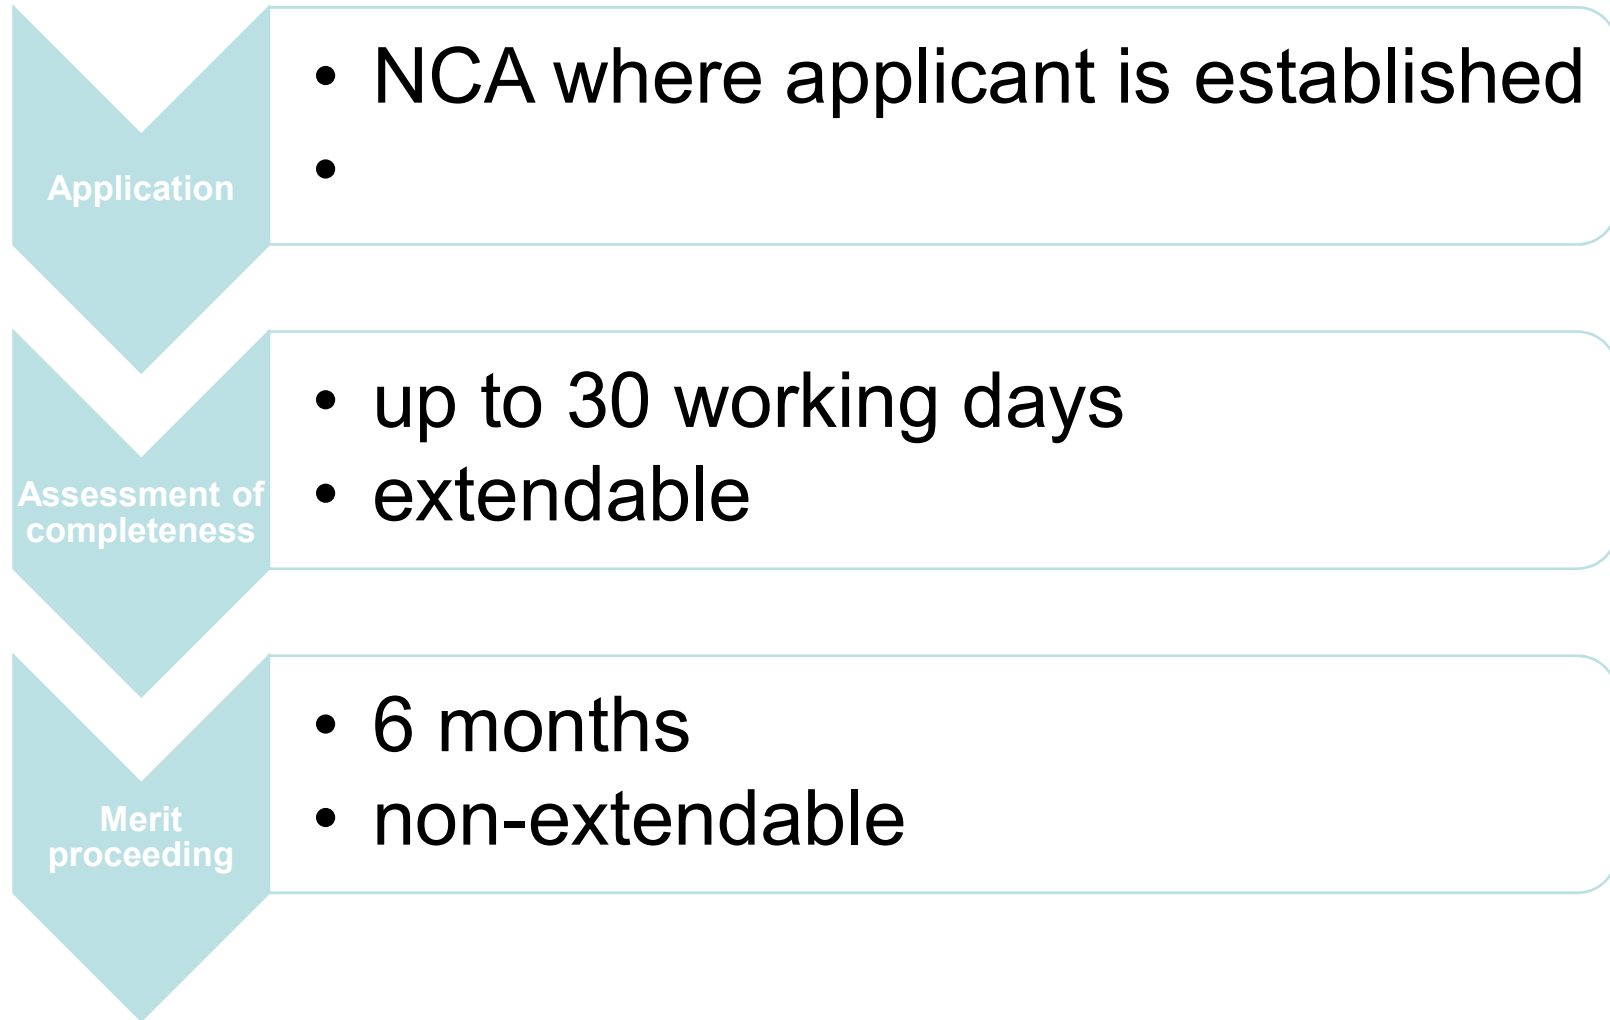 Application
• NCA where applicant is established
•
Assessment of
completeness
• up to 30 working days
• extendable
Merit
proceeding
• 6 months
• non-extendable